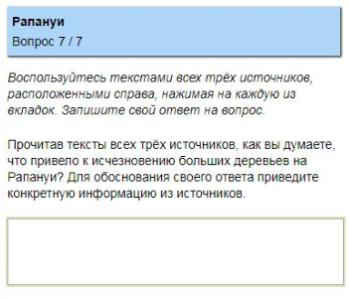 Рапануи
Вопрос 7 / 7
Воспользуйтесь текстами всех трёх источников,
расположенными справа, нажимая на каждую из
вкладок. Запишите свой ответ на вопрос.
Прочитав тексты всех трёх источников, как вы думаете,
что привело к исчезновению больших деревьев на
Рапануи? Для обоснования своего ответа приведите
конкретную информацию из источников.